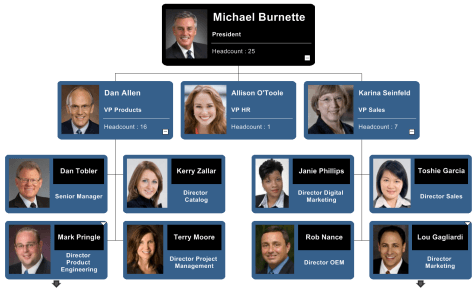 Michael Burnette
President
Headcount : 25
Dan Allen
VP Products
Headcount : 16
Allison O'Toole
VP HR
Headcount : 1
Karina Seinfeld
VP Sales
Headcount : 7
Dan Tobler
Senior Manager
Kerry Zallar
Director
Catalog
Janie Phillips
Director Digital
Marketing
Toshie Garcia
Director Sales
Mark Pringle
Director
Product
Engineering
Terry Moore
Director Project
Management
Rob Nance
Director OEM
Lou Gagliardi
Director
Marketing